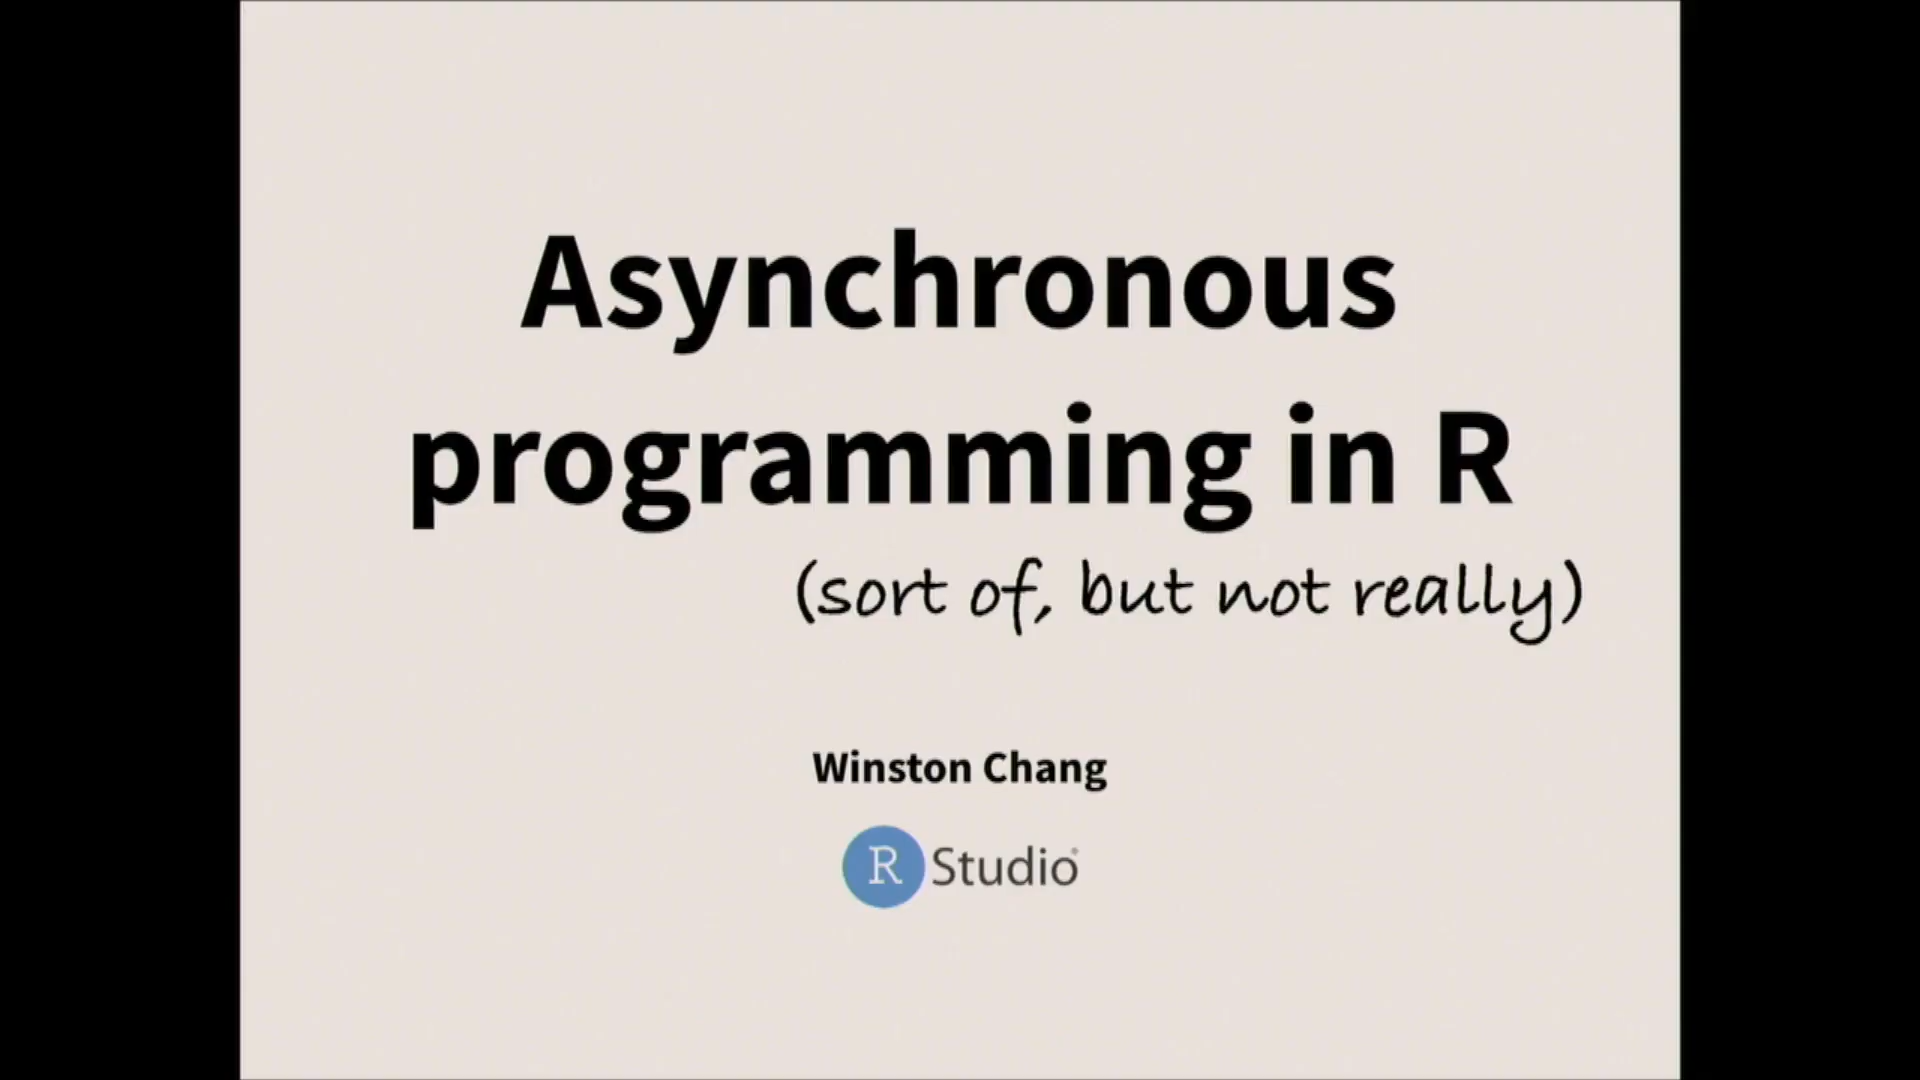 Asynchronous
programming in R
(sort of, but not really)
Winston Chang
R Studio